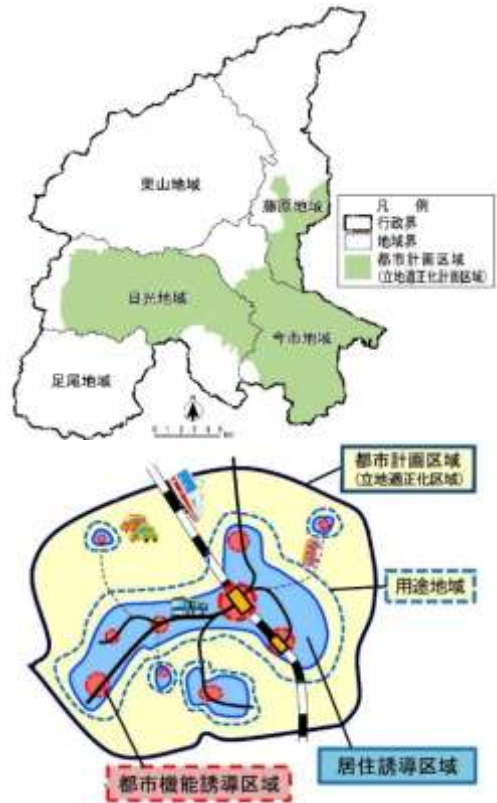 栗山地域
藤原地域
凡 例
行政界
地域界
都市計画区域
(立地適正化計画区域)
日光地域
今市地域
足尾地域
都市計画区域
(立地適正化区域)
用途地域
居住誘導区域
都市機能誘導区域